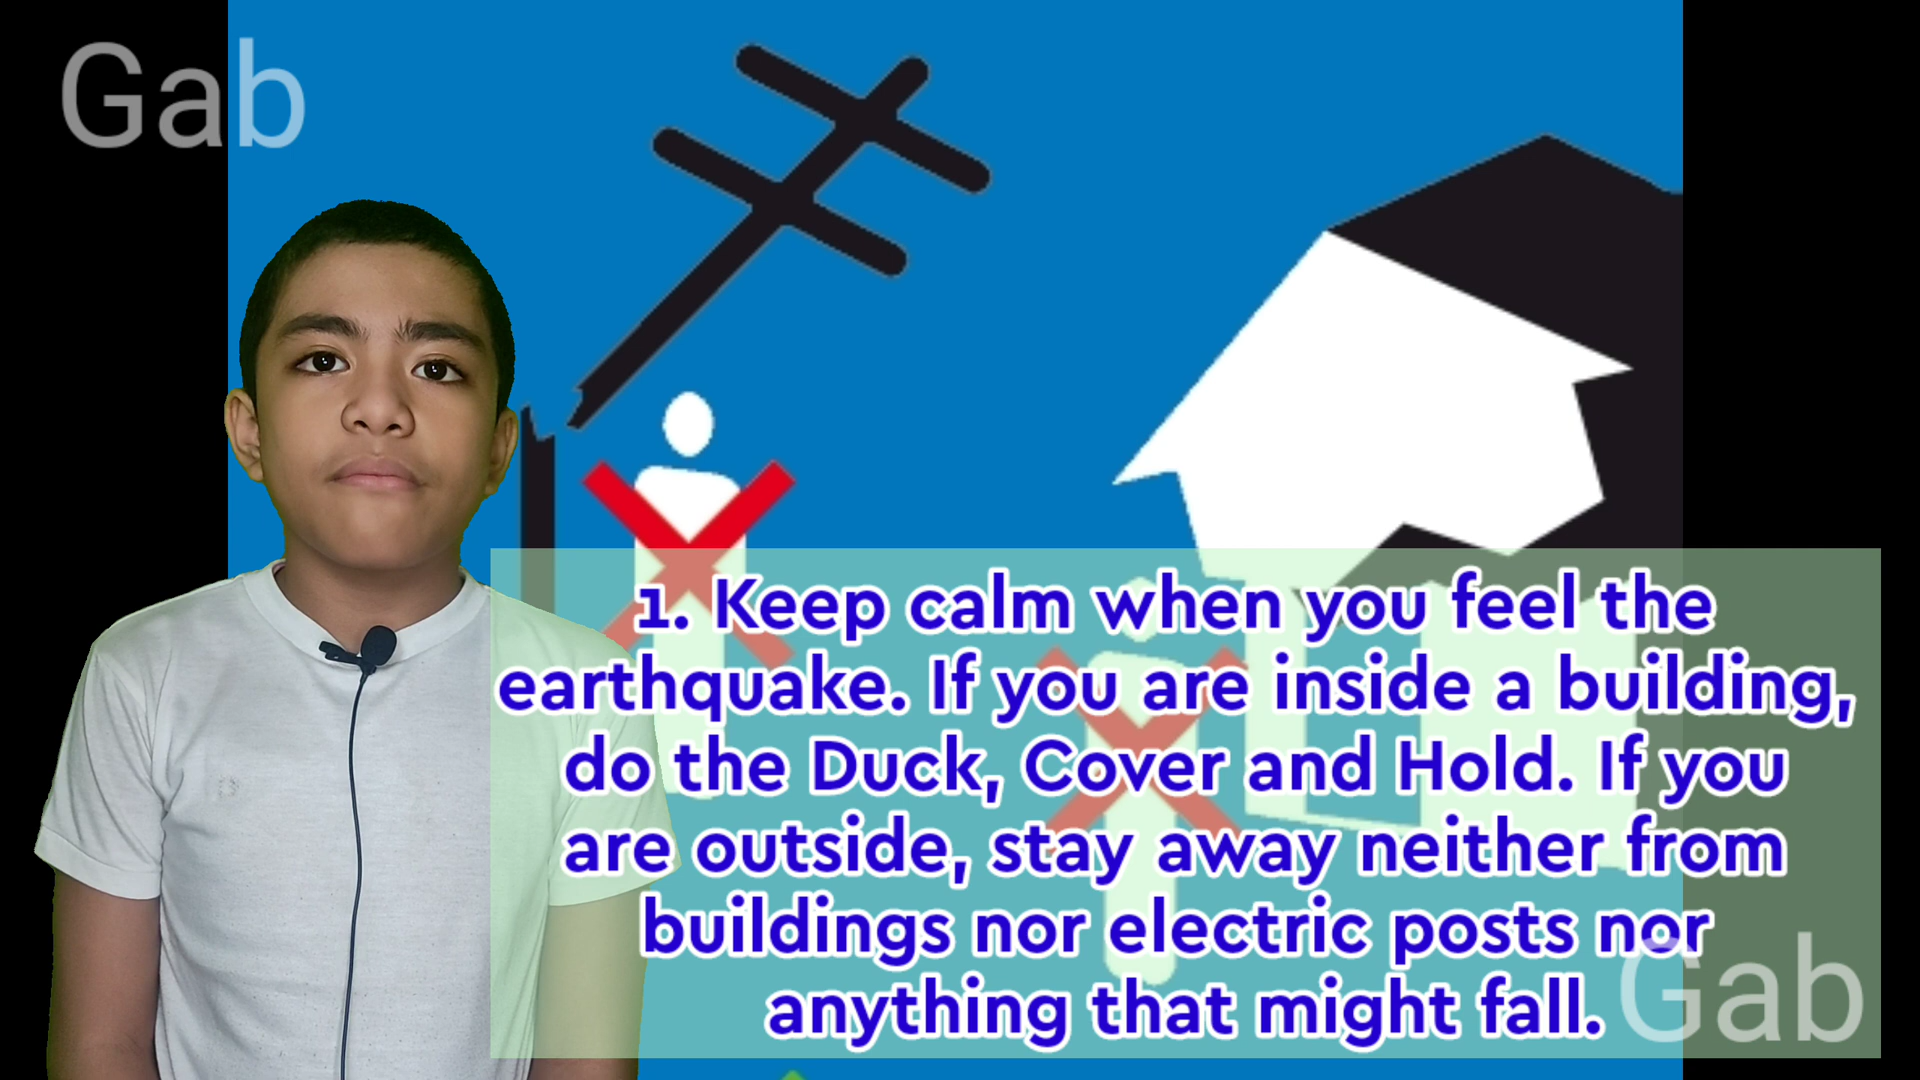 Gab
1. Keep calm when you feel the
earthquake. If you are inside a building,
do the Duck, Cover and Hold. If you
are outside, stay away neither from
buildings nor electric posts nor
anything that might fall.
Gab